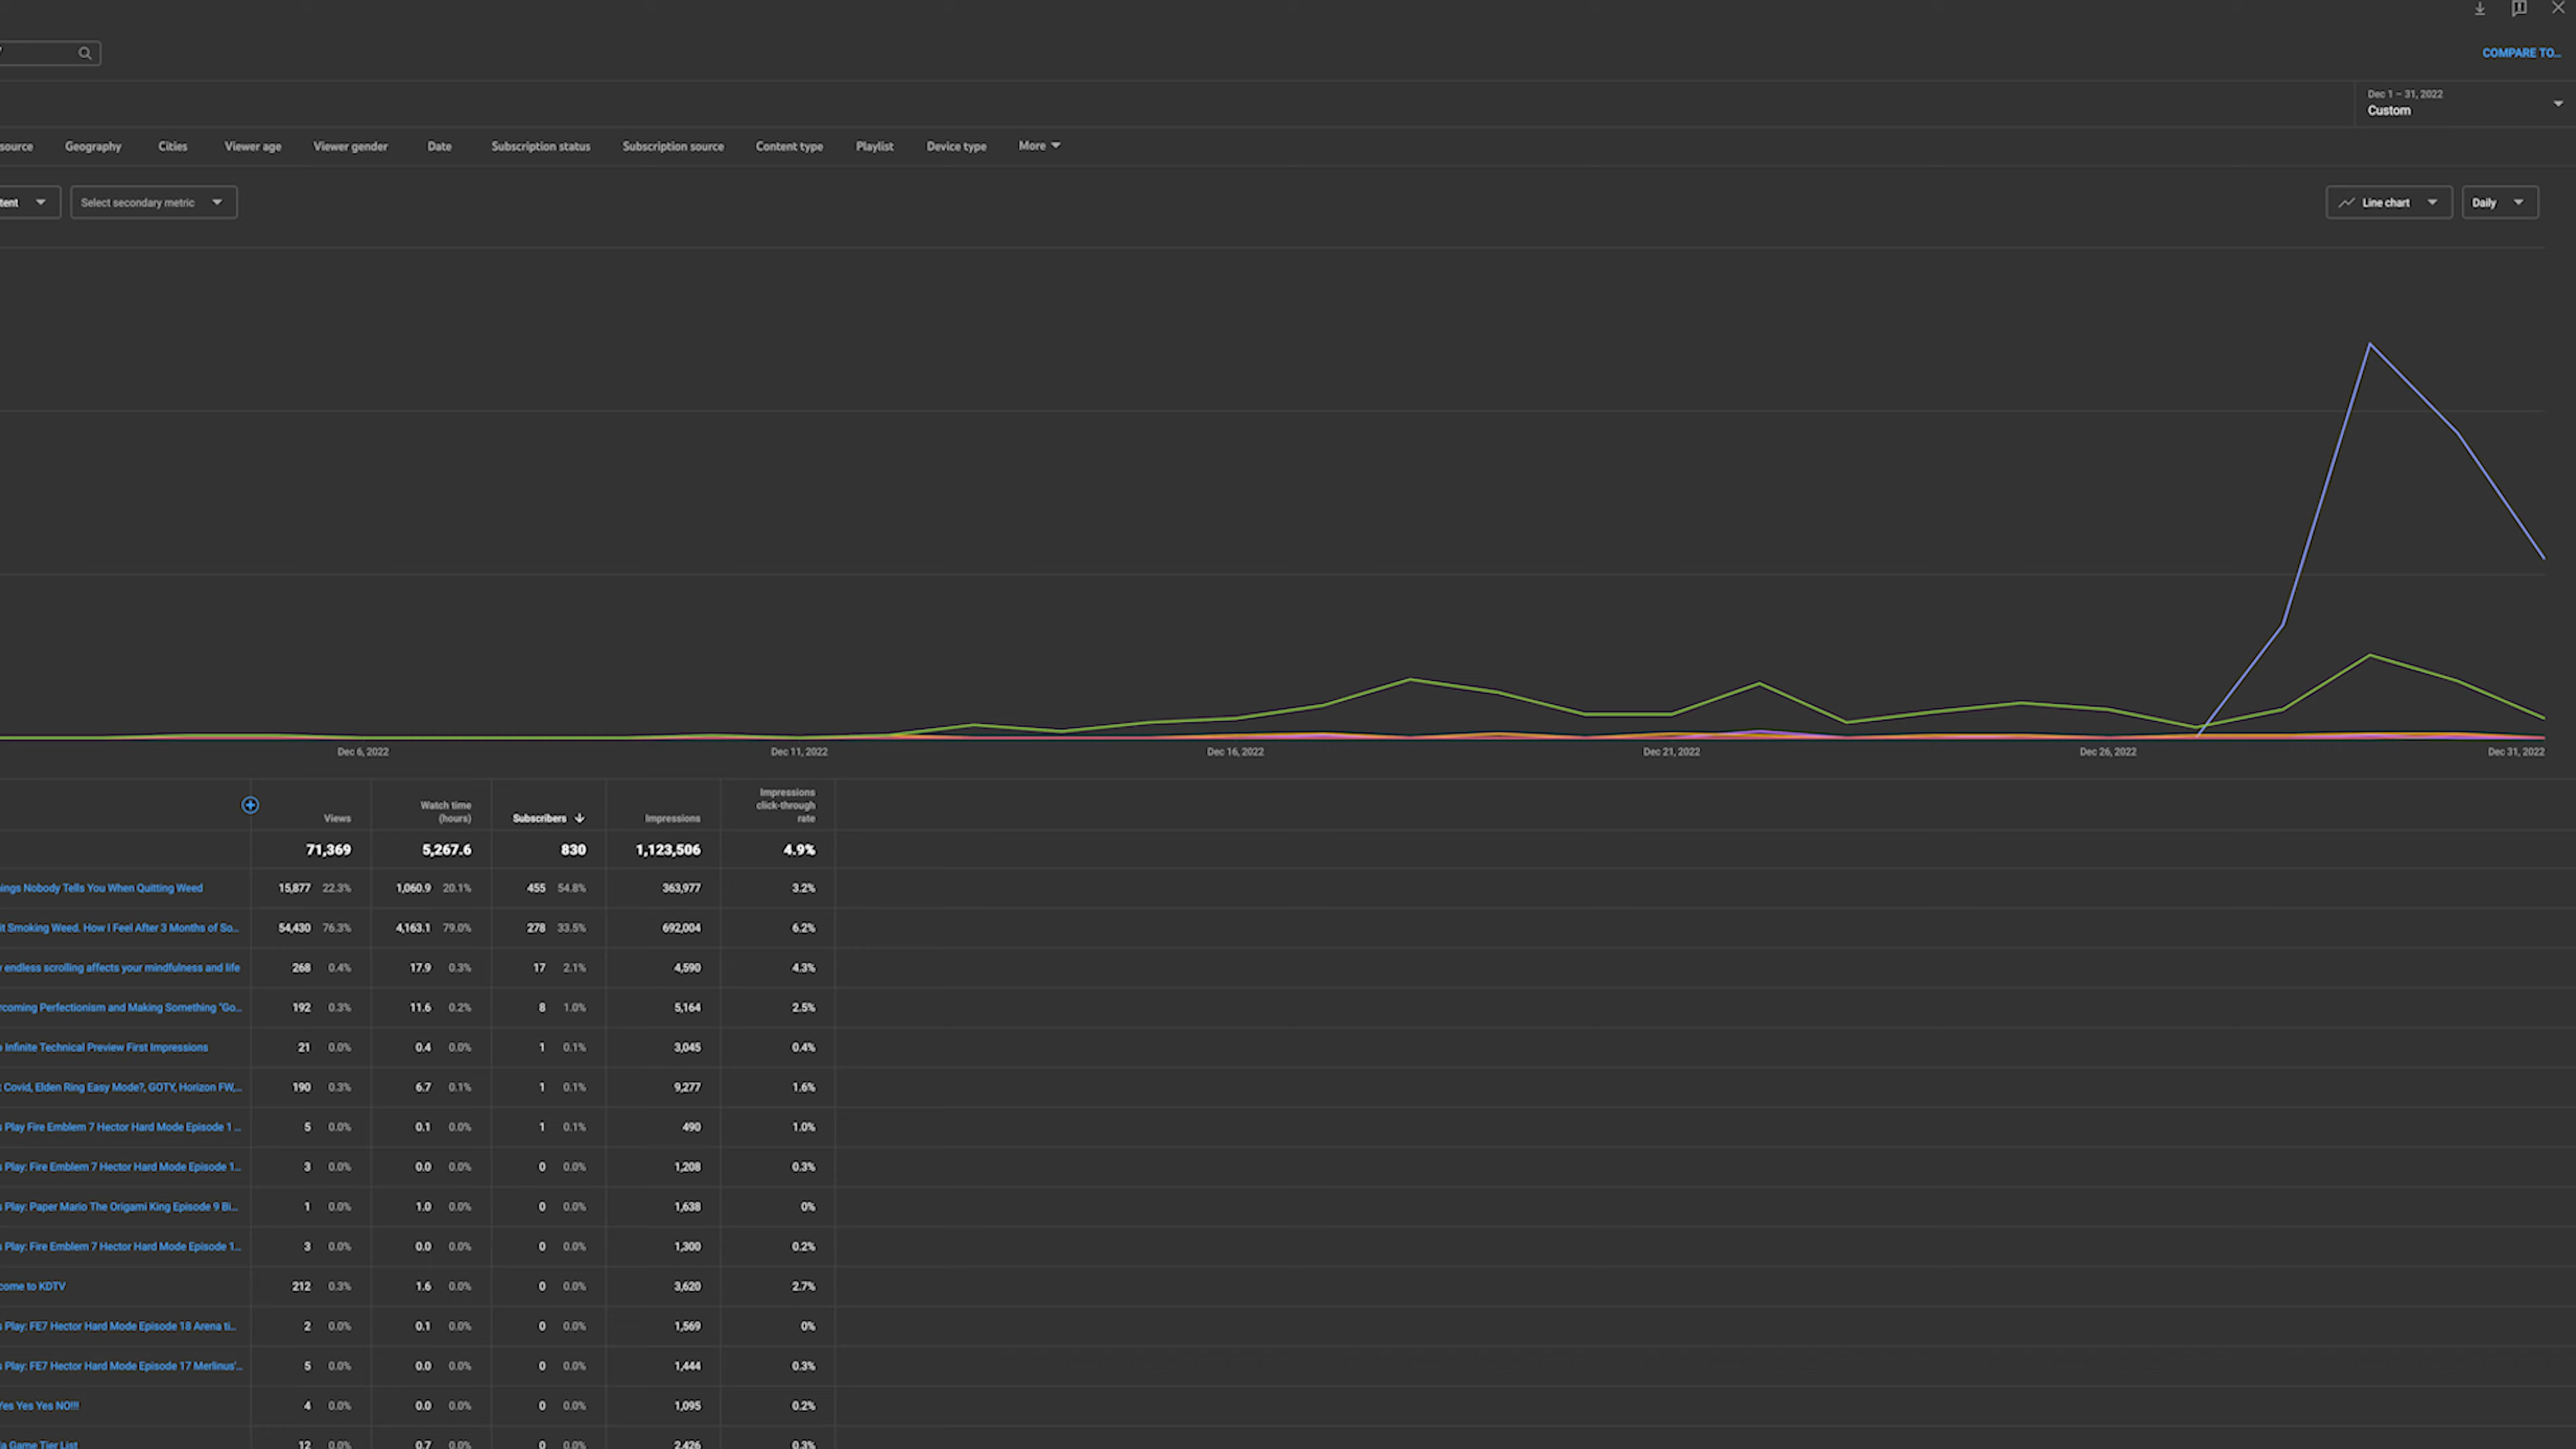 COMPARE TO...
Dec 1 – 31, 2022
Custom
source Geography Cities Viewer age Viewer gender Date Subscription status Subscription source Content type Playlist Device type More
tent Select secondary metric Line chart Daily
Dec 6, 2022 Dec 11, 2022 Dec 16, 2022 Dec 21, 2022 Dec 26, 2022 Dec 31, 2022
Views Watch time (hours) Subscribers Impressions Impressions click-through rate
71,369 5,267.6 830 1,123,506 4.9%
ings Nobody Tells You When Quitting Weed 15,877 22.3% 1,060.9 20.1% 455 54.8% 363,977 3.2%
it Smoking Weed. How I Feel After 3 Months of So... 54,430 76.3% 4,163.1 79.0% 278 33.5% 692,004 6.2%
endless scrolling affects your mindfulness and life 268 0.4% 17.9 0.3% 17 2.1% 4,590 4.3%
rcoming Perfectionism and Making Something "Go... 192 0.3% 11.6 0.2% 8 1.0% 5,164 2.5%
Infinite Technical Preview First Impressions 21 0.0% 0.4 0.0% 1 0.1% 3,045 0.4%
Covid, Elden Ring Easy Mode?, GOTY, Horizon FW,... 190 0.3% 6.7 0.1% 1 0.1% 9,277 1.6%
s Play Fire Emblem 7 Hector Hard Mode Episode 1 ... 5 0.0% 0.1 0.0% 1 0.1% 490 1.0%
s Play: Fire Emblem 7 Hector Hard Mode Episode 1... 3 0.0% 0.0 0.0% 0 0.0% 1,208 0.3%
s Play: Paper Mario The Origami King Episode 9 Bi... 1 0.0% 1.0 0.0% 0 0.0% 1,638 0%
s Play: Fire Emblem 7 Hector Hard Mode Episode 1... 3 0.0% 0.0 0.0% 0 0.0% 1,300 0.2%
come to KDTV 212 0.3% 1.6 0.0% 0 0.0% 3,620 2.7%
s Play: FE7 Hector Hard Mode Episode 18 Arena ti... 2 0.0% 0.1 0.0% 0 0.0% 1,569 0%
s Play: FE7 Hector Hard Mode Episode 17 Merlinus'... 5 0.0% 0.0 0.0% 0 0.0% 1,444 0.3%
Yes Yes Yes NO!!! 4 0.0% 0.0 0.0% 0 0.0% 1,095 0.2%
a Game Tier List 12 0.0% 0.7 0.0% 0 0.0% 2,426 0.3%